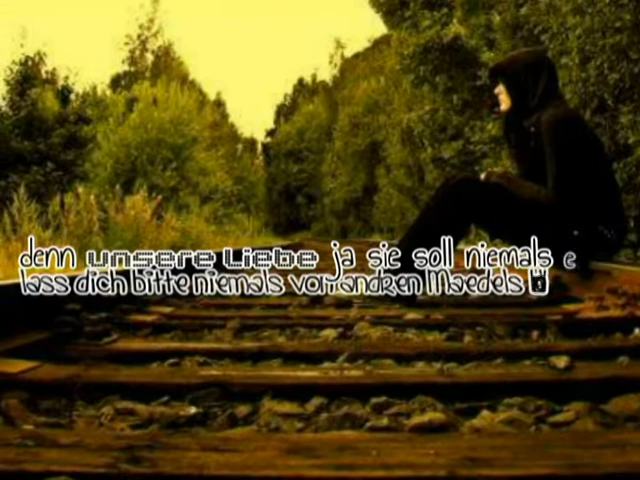 denn unsere Liebe ja sie soll niemals e
lass dich bitte niemals von andren Maedels